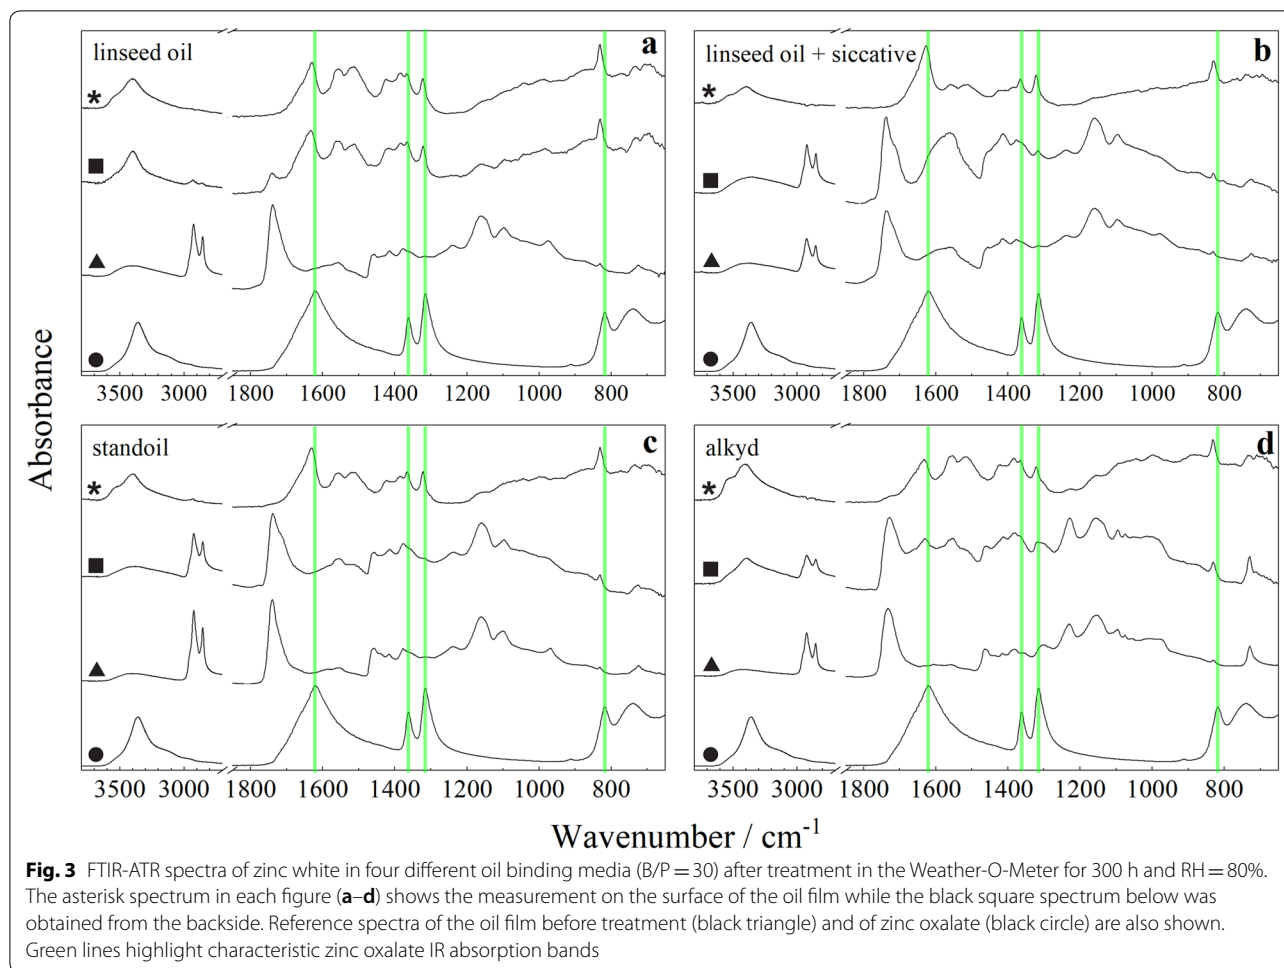 linseed oil a
linseed oil + siccative b
*
■
▲
●
*
■
▲
●
3500 3000 1800 1600 1400 1200 1000 800
3500 3000 1800 1600 1400 1200 1000 800
Absorbance
standoil c
alkyd d
*
■
▲
●
*
■
▲
●
3500 3000 1800 1600 1400 1200 1000 800
3500 3000 1800 1600 1400 1200 1000 800
Wavenumber / cm⁻¹
Fig. 3 FTIR-ATR spectra of zinc white in four different oil binding media (B/P = 30) after treatment in the Weather-O-Meter for 300 h and RH = 80%.
The asterisk spectrum in each figure (a–d) shows the measurement on the surface of the oil film while the black square spectrum below was
obtained from the backside. Reference spectra of the oil film before treatment (black triangle) and of zinc oxalate (black circle) are also shown.
Green lines highlight characteristic zinc oxalate IR absorption bands